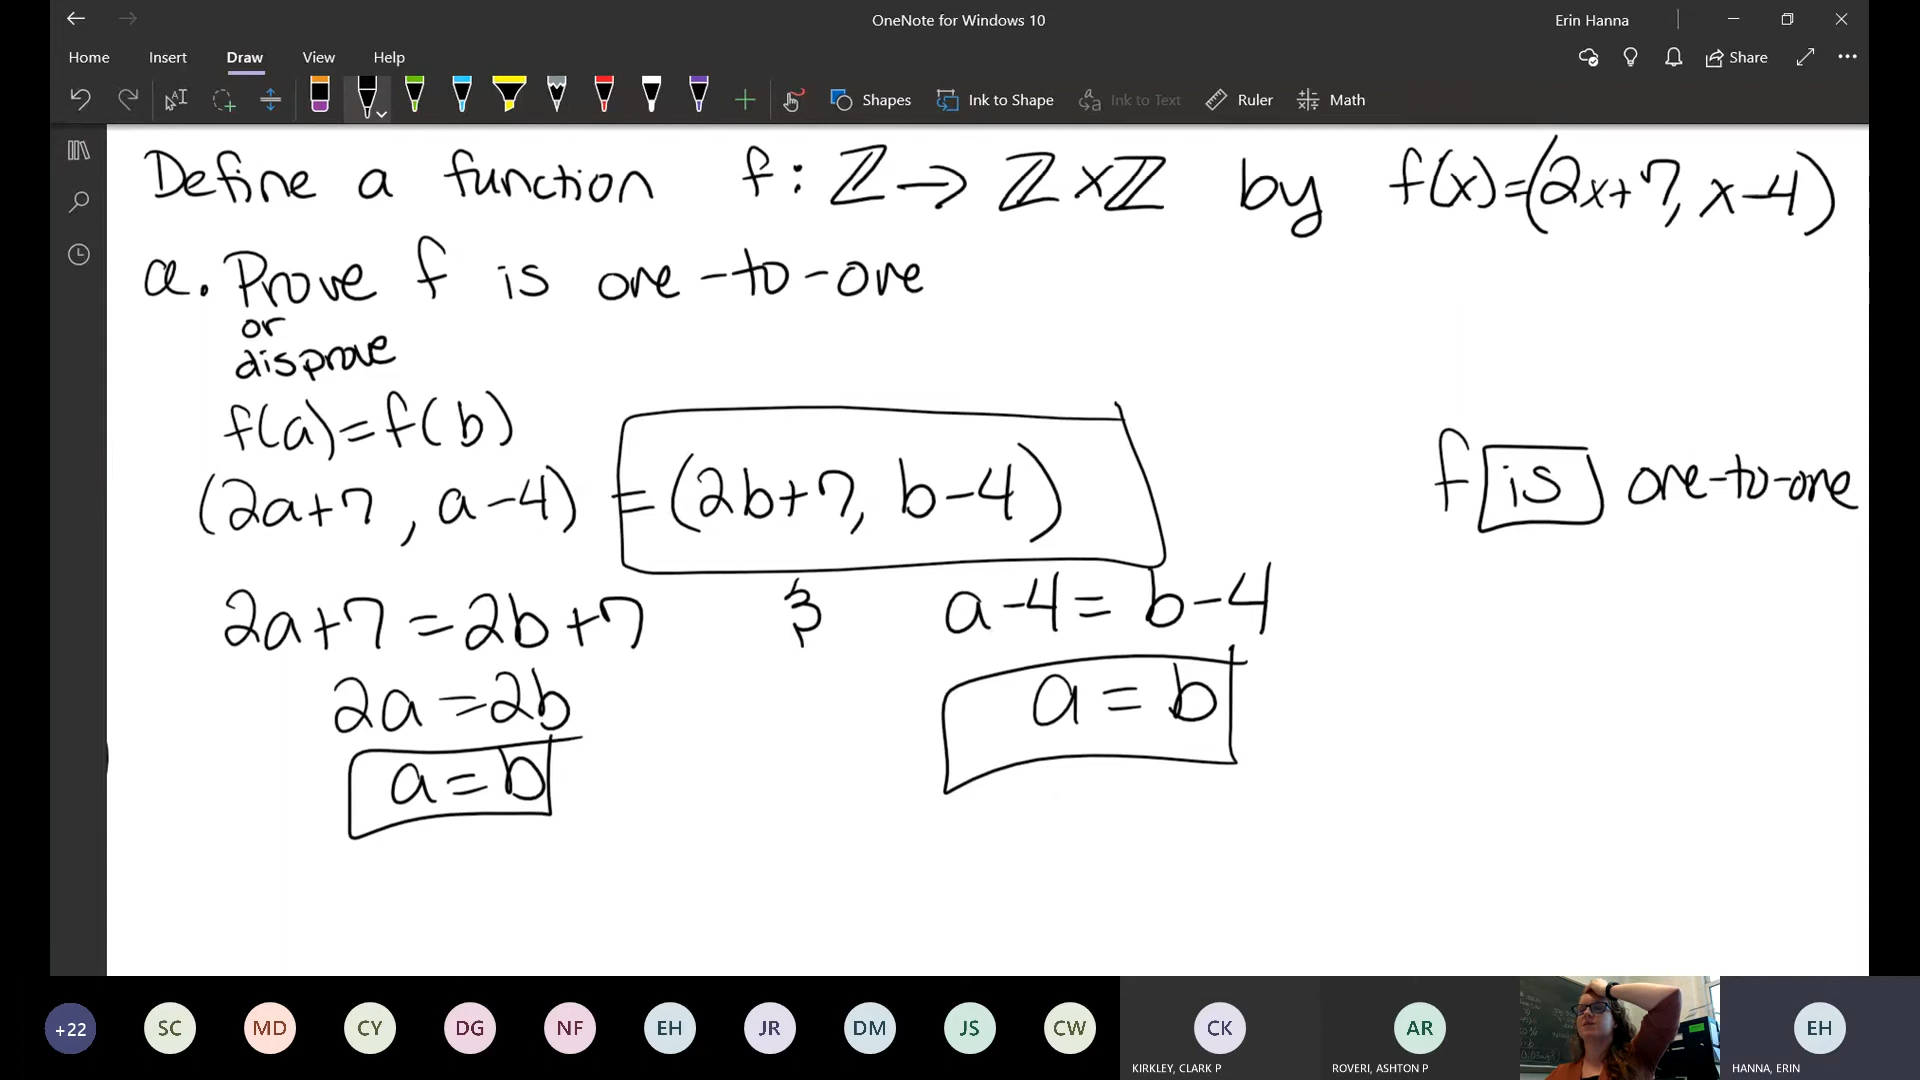 OneNote for Windows 10
Erin Hanna
Home Insert Draw View Help
Share
Shapes Ink to Shape Ink to Text Ruler Math
Define a function f: ℤ → ℤ×ℤ by f(x)=(2x+7, x-4)
a. Prove f is one-to-one
or
disprove
f(a)=f(b)
(2a+7, a-4) = (2b+7, b-4)
f is one-to-one
2a+7=2b+7 & a-4=b-4
2a=2b
a=b
a=b
+22 SC MD CY DG NF EH JR DM JS CW CK AR EH
KIRKLEY, CLARK P ROVERI, ASHTON P HANNA, ERIN